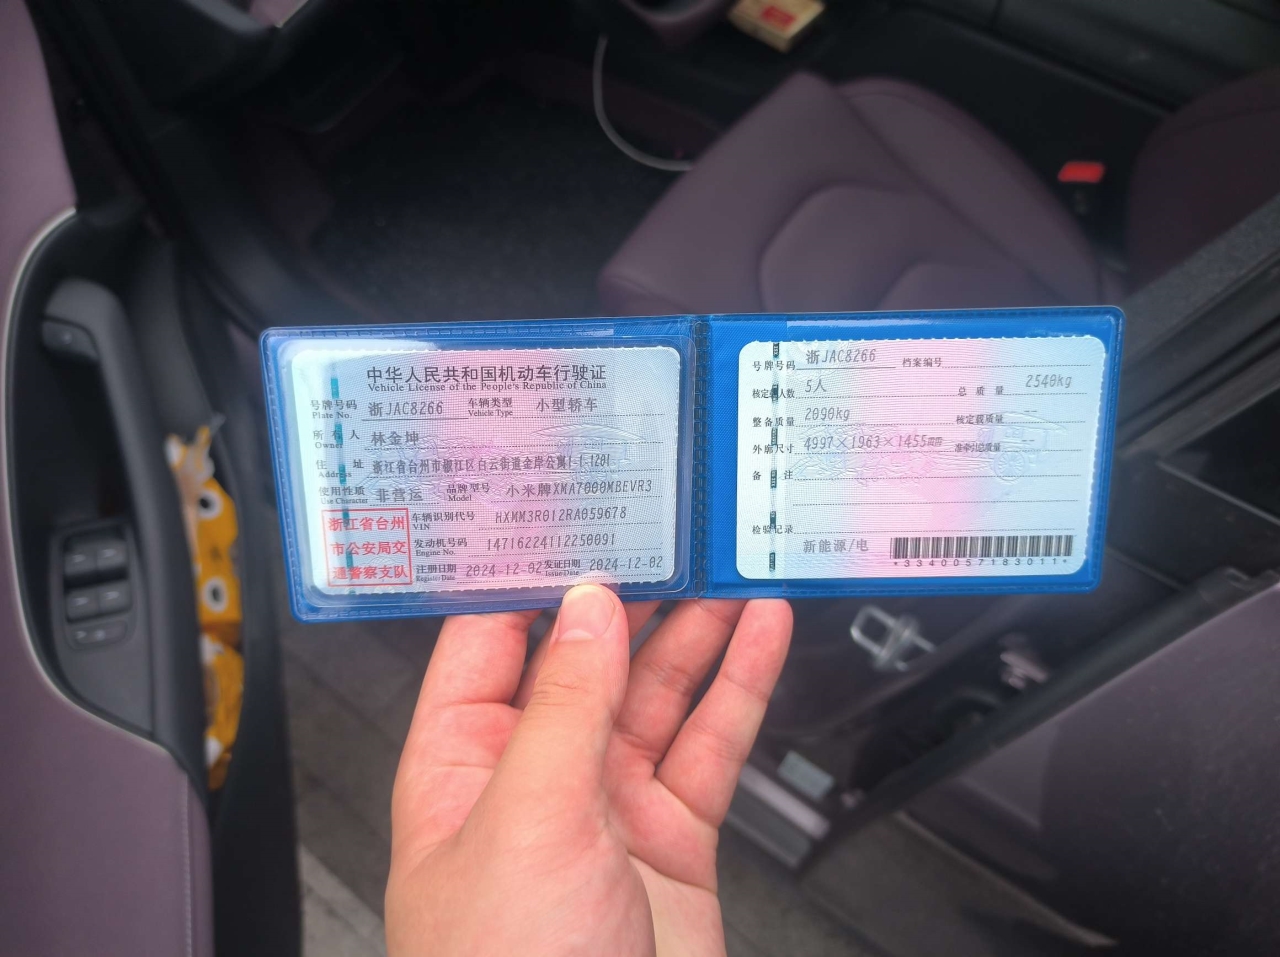 中华人民共和国机动车行驶证
Vehicle License of the People's Republic of China
号牌号码 浙JAC8266 车辆类型 小型轿车
Plate No. Vehicle Type
所有人 林金坤
Owner
住址 浙江省台州市椒江区白云街道金岸公寓1-1-1201
Address
使用性质 非营运 品牌型号 小米牌XMA7000MBEVR3
Use Character Model
浙江省台州
市公安局交
通警察支队
车辆识别代号 HXMM3R012RA059678
VIN
发动机号码 14716224112250091
Engine No.
注册日期 2024-12-02 发证日期 2024-12-02
Register Date Issue Date
号牌号码 浙JAC8266 档案编号
核定载人数 5人 总质量 2540kg
整备质量 2090kg 核定载质量 --
外廓尺寸 4997×1963×1455mm 准牵引总质量 --
备注
检验记录
新能源/电
*3340057183011*